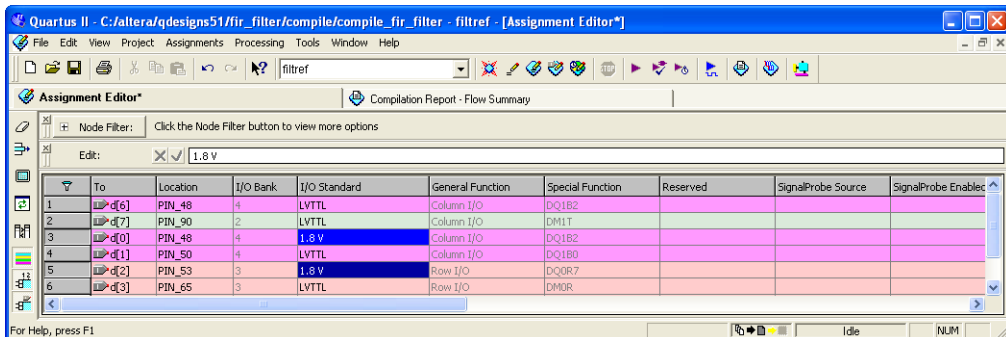 Quartus II - C:/altera/qdesigns51/fir_filter/compile/compile_fir_filter - filtref - [Assignment Editor*]
File Edit View Project Assignments Processing Tools Window Help
filtref
Assignment Editor* Compilation Report - Flow Summary
Node Filter: Click the Node Filter button to view more options
Edit: 1.8 V
To Location I/O Bank I/O Standard General Function Special Function Reserved SignalProbe Source SignalProbe Enabled
1 d[6] PIN_48 4 LVTTL Column I/O DQ1B2
2 d[7] PIN_90 2 LVTTL Column I/O DM1T
3 d[0] PIN_48 4 1.8 V Column I/O DQ1B2
4 d[1] PIN_50 4 LVTTL Column I/O DQ1B0
5 d[2] PIN_53 3 1.8 V Row I/O DQ0R7
6 d[3] PIN_65 3 LVTTL Row I/O DM0R
For Help, press F1 Idle NUM